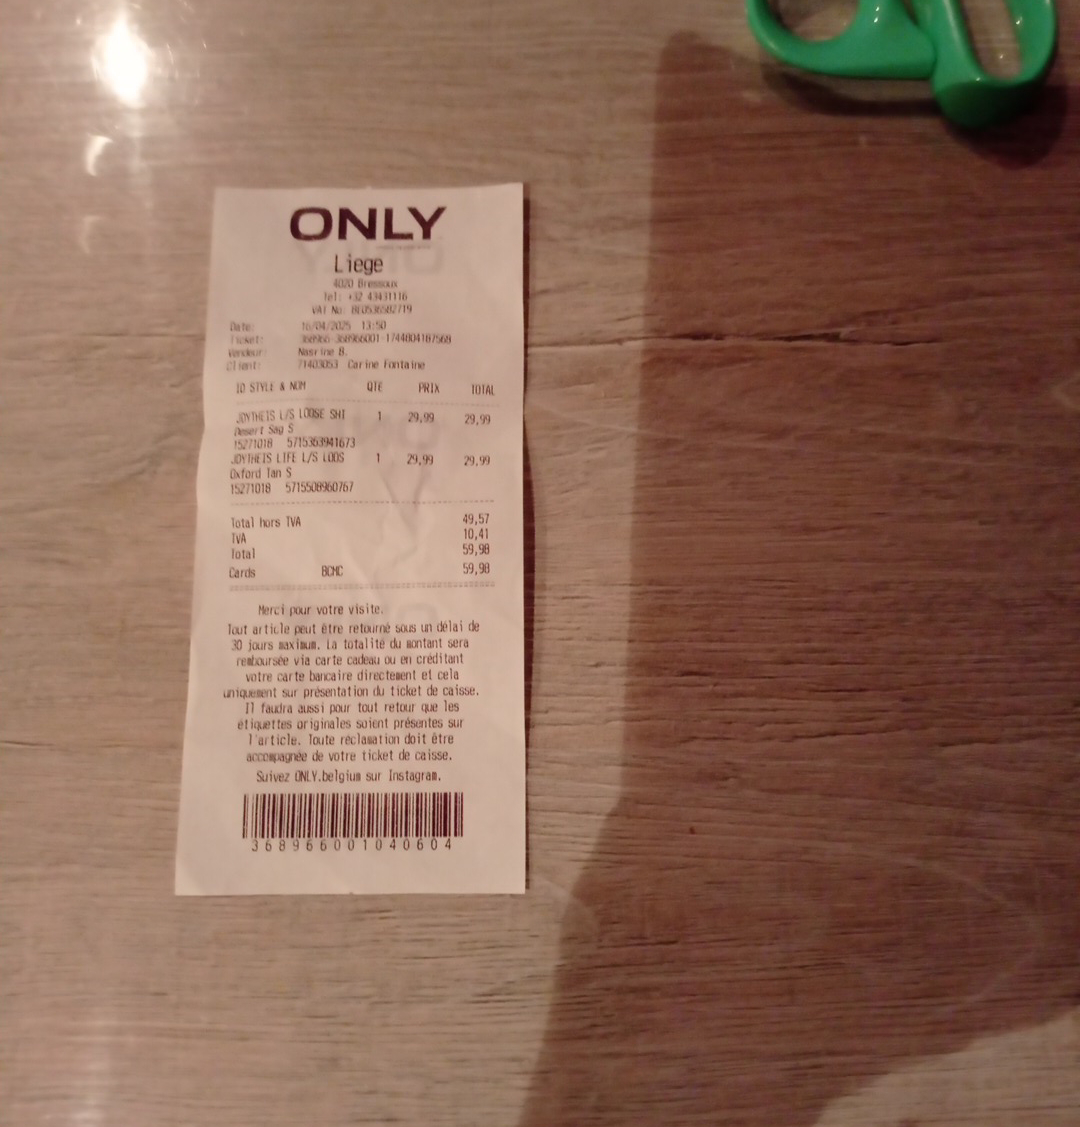 ONLY
Liege
4020 Bressoux
Tel: +32 43431116
VAT No: BE0536582719
Date: 16/04/2025 13:50
Ticket: 368966 368966001 1744804187568
Vendeur: Nasrine B.
Client: 71403053 Carine Fontaine
ID STYLE & NOM QTE PRIX TOTAL
JOYTHEIS L/S LOOSE SHI 1 29,99 29,99
Desert Sag S
15271018 5715363941673
JOYTHEIS LIFE L/S LOOS 1 29,99 29,99
Oxford Tan S
15271018 5715508960767
Total hors TVA 49,57
TVA 10,41
Total 59,98
Cards BCMC 59,98
Merci pour votre visite.
Tout article peut être retourné sous un délai de
30 jours maximum. La totalité du montant sera
remboursée via carte cadeau ou en créditant
votre carte bancaire directement et cela
uniquement sur présentation du ticket de caisse.
Il faudra aussi pour tout retour que les
étiquettes originales soient présentes sur
l'article. Toute réclamation doit être
accompagnée de votre ticket de caisse.
Suivez ONLY.belgium sur Instagram.
368966001040604